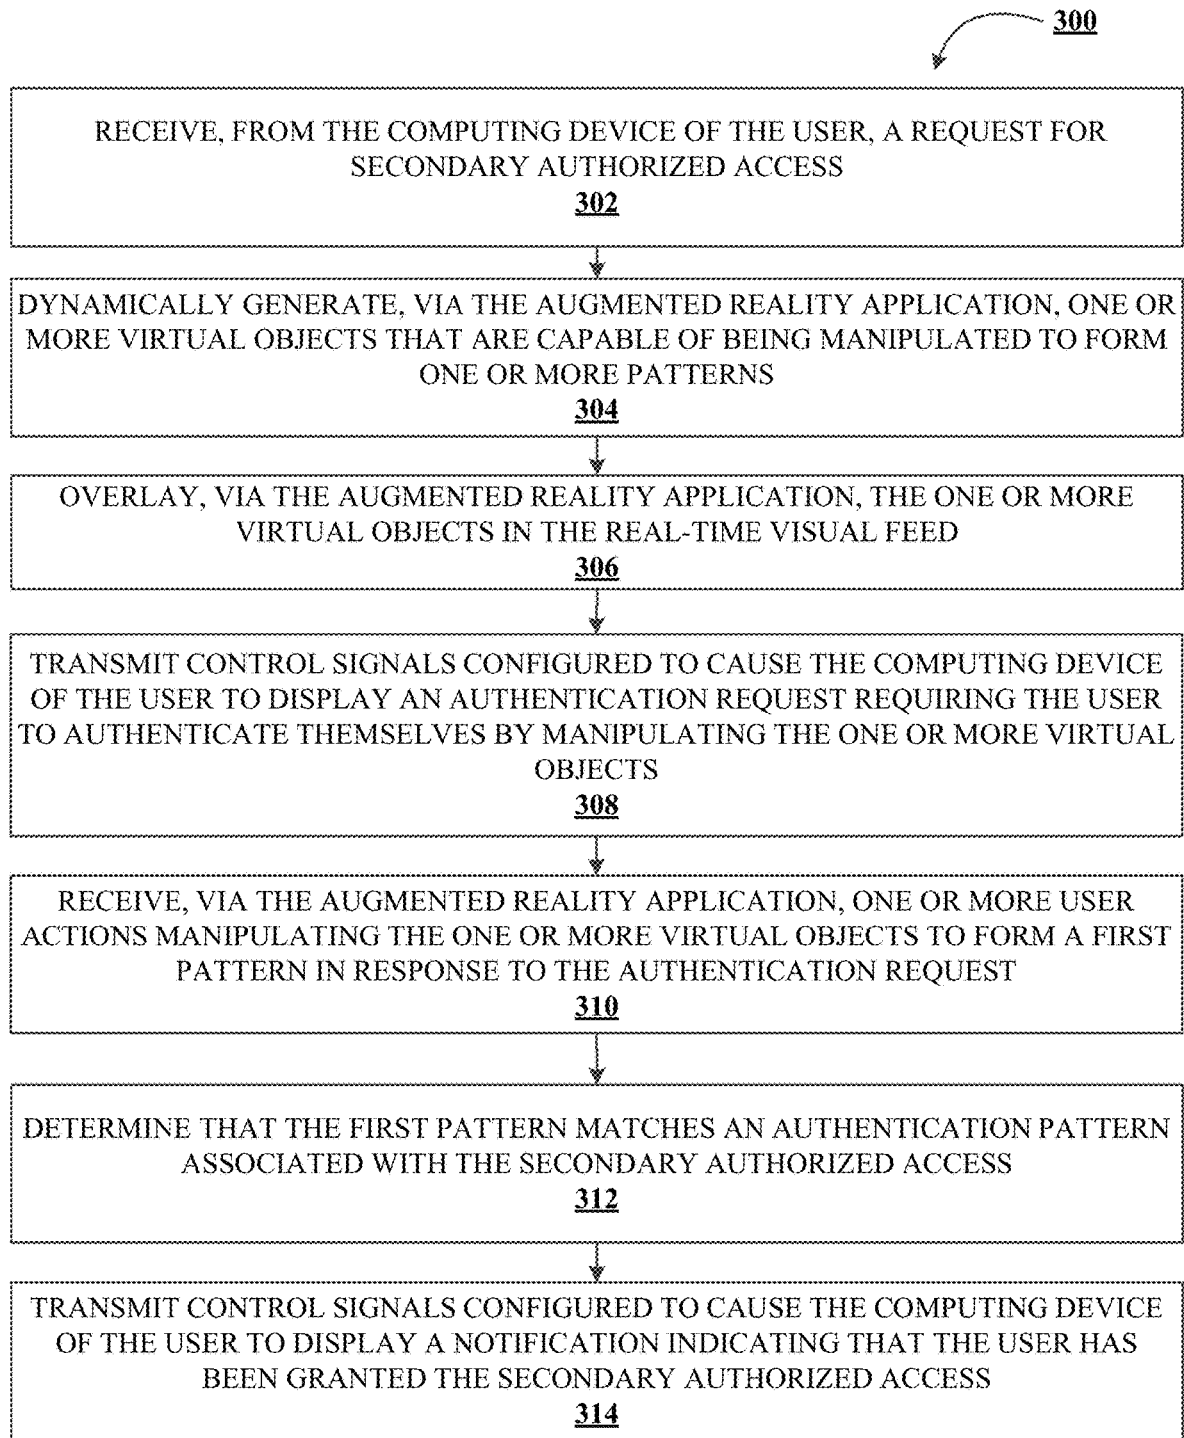 300
RECEIVE, FROM THE COMPUTING DEVICE OF THE USER, A REQUEST FOR
SECONDARY AUTHORIZED ACCESS
302
DYNAMICALLY GENERATE, VIA THE AUGMENTED REALITY APPLICATION, ONE OR
MORE VIRTUAL OBJECTS THAT ARE CAPABLE OF BEING MANIPULATED TO FORM
ONE OR MORE PATTERNS
304
OVERLAY, VIA THE AUGMENTED REALITY APPLICATION, THE ONE OR MORE
VIRTUAL OBJECTS IN THE REAL-TIME VISUAL FEED
306
TRANSMIT CONTROL SIGNALS CONFIGURED TO CAUSE THE COMPUTING DEVICE
OF THE USER TO DISPLAY AN AUTHENTICATION REQUEST REQUIRING THE USER
TO AUTHENTICATE THEMSELVES BY MANIPULATING THE ONE OR MORE VIRTUAL
OBJECTS
308
RECEIVE, VIA THE AUGMENTED REALITY APPLICATION, ONE OR MORE USER
ACTIONS MANIPULATING THE ONE OR MORE VIRTUAL OBJECTS TO FORM A FIRST
PATTERN IN RESPONSE TO THE AUTHENTICATION REQUEST
310
DETERMINE THAT THE FIRST PATTERN MATCHES AN AUTHENTICATION PATTERN
ASSOCIATED WITH THE SECONDARY AUTHORIZED ACCESS
312
TRANSMIT CONTROL SIGNALS CONFIGURED TO CAUSE THE COMPUTING DEVICE
OF THE USER TO DISPLAY A NOTIFICATION INDICATING THAT THE USER HAS
BEEN GRANTED THE SECONDARY AUTHORIZED ACCESS
314